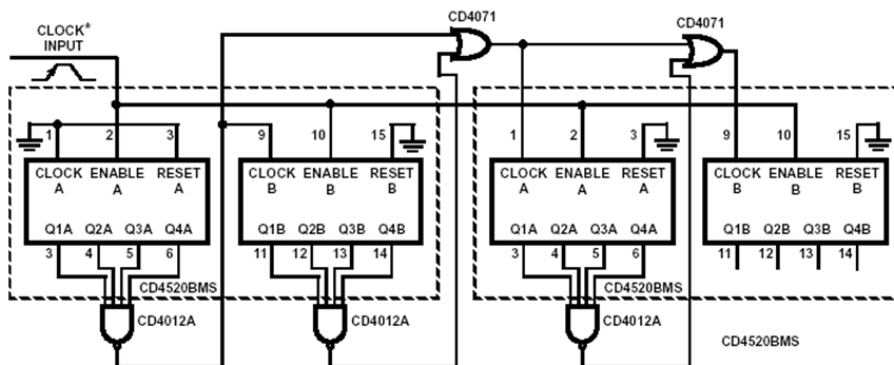 CLOCK*
INPUT
CD4071
CD4071
1 2 3
9 10 15
1 2 3
9 10 15
CLOCK A ENABLE A RESET A
Q1A Q2A Q3A Q4A
CLOCK B ENABLE B RESET B
Q1B Q2B Q3B Q4B
CLOCK A ENABLE A RESET A
Q1A Q2A Q3A Q4A
CLOCK B ENABLE B RESET B
Q1B Q2B Q3B Q4B
3 4 5 6
11 12 13 14
3 4 5 6
11 12 13 14
CD4520BMS
CD4520BMS
CD4012A
CD4012A
CD4012A
CD4520BMS